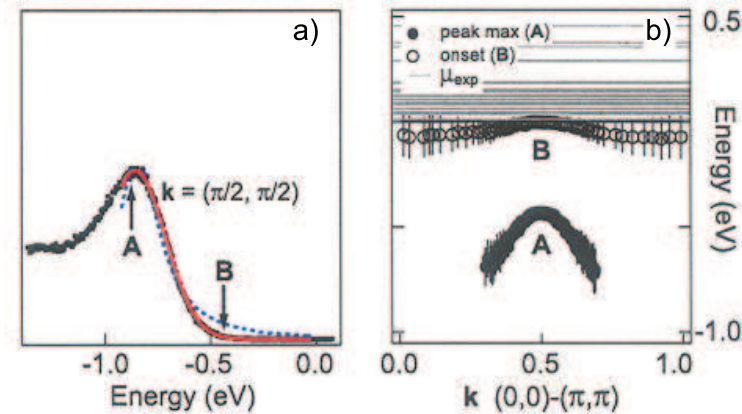 a)
k = (π/2, π/2)
A
B
-1.0
-0.5
0.0
Energy (eV)
b)
peak max (A)
onset (B)
μexp
B
A
0.5
-1.0
Energy (eV)
0.0
0.5
1.0
k (0,0)-(π,π)